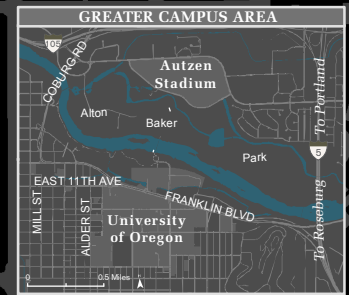 GREATER CAMPUS AREA
105
COBURG RD
Autzen
Stadium
To Portland
Alton
Baker
Park
5
EAST 11TH AVE
FRANKLIN BLVD
MILL ST
ALDER ST
University
of Oregon
To Roseburg
0 0.5 Miles